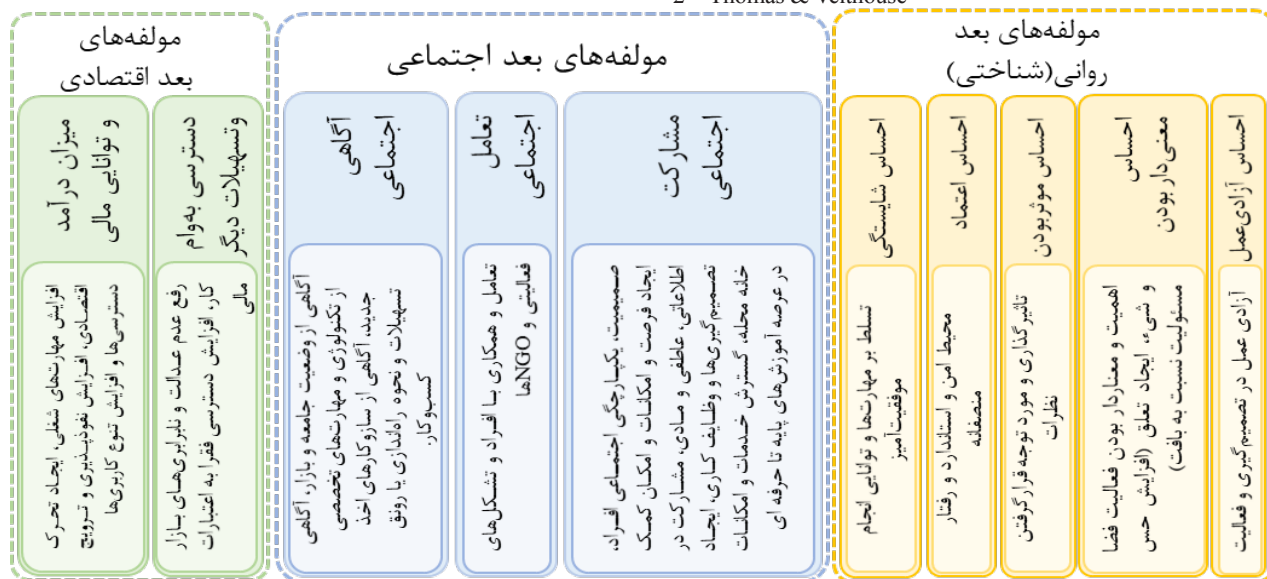 2 Thomas & Velthouse
مولفه‌های بعد
روانی(شناختی)
احساس آزادی‌عمل
آزادی عمل در تصمیم‌گیری و فعالیت
احساس
معنی‌دار بودن
اهمیت و معنادار بودن فعالیت فضا
و شیء، ایجاد تعلق (افزایش حس
مسئولیت نسبت به بافت)
احساس موثربودن
تاثیرگذاری و مورد توجه قرارگرفتن
نظرات
احساس اعتماد
محیط امن و استاندارد و رفتار
منصفانه
احساس شایستگی
تسلط بر مهارت‌ها و توانایی انجام
موفقیت‌آمیز
مولفه‌های بعد اجتماعی
مشارکت
اجتماعی
صمیمیت، یکپارچگی اجتماعی افراد،
ایجاد فرصت و امکانات و امکان کمک
اطلاعاتی، عاطفی و مادی، مشارکت در
تصمیم‌گیری‌ها و وظایف کاری، ایجاد
خانه محله، گسترش خدمات و امکانات
در عرصه آموزش‌های پایه تا حرفه ای
تعامل
اجتماعی
تعامل و همکاری با افراد و تشکل‌های
فعالیتی و NGOها
آگاهی
اجتماعی
آگاهی از وضعیت جامعه و بازار، آگاهی
از تکنولوژی و مهارت‌های تخصصی
جدید، آگاهی از سازوکارهای اخذ
تسهیلات و نحوه راه‌اندازی یا رونق
کسب‌وکار.
مولفه‌های
بعد اقتصادی
دسترسی به‌وام
وتسهیلات دیگر
مالی
رفع عدم عدالت و نابرابری‌های بازار
کار، افزایش دسترسی فقرا به اعتبارات
میزان درآمد
و توانایی مالی
افزایش مهارت‌های شغلی، ایجاد تحرک
اقتصادی، افزایش نفوذپذیری و ترویج
دسترسی‌ها و افزایش تنوع کاربری‌ها